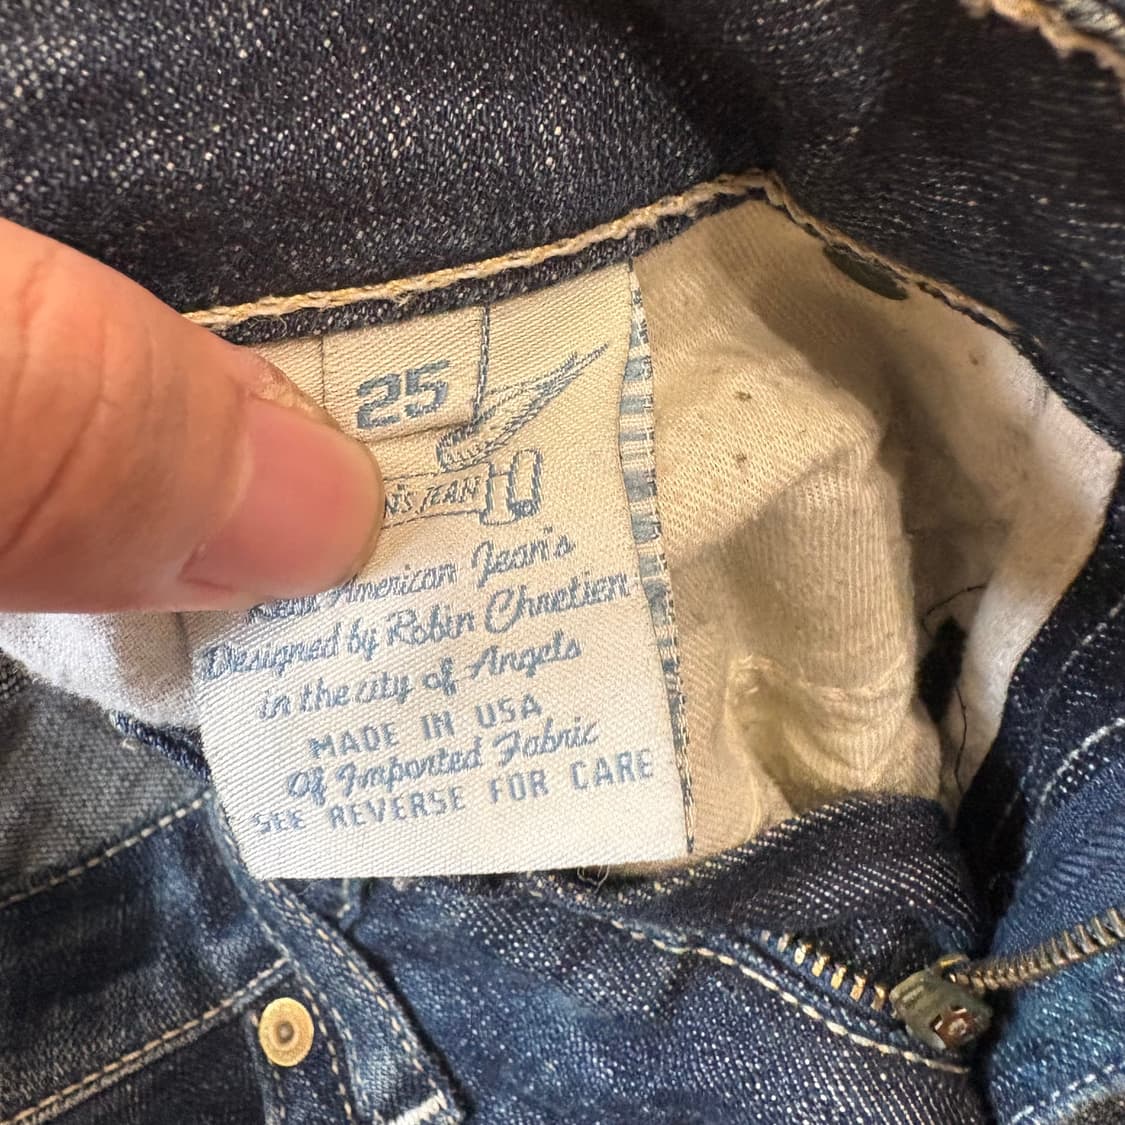 25
JEAN
American Jean's
Designed by Robin Chretien
in the city of Angels
MADE IN USA
Of Imported Fabric
SEE REVERSE FOR CARE